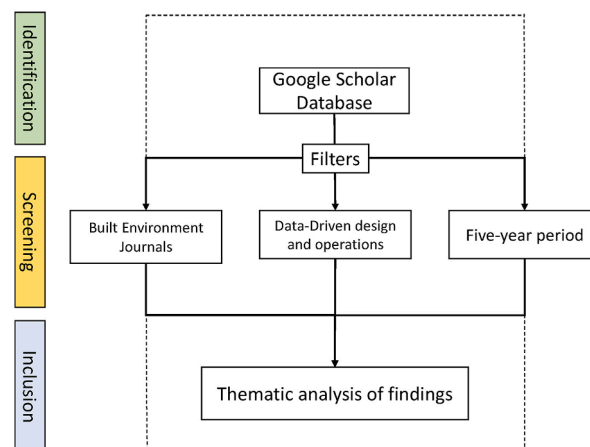 Identification
Google Scholar
Database
Filters
Screening
Built Environment
Journals
Data-Driven design
and operations
Five-year period
Inclusion
Thematic analysis of findings